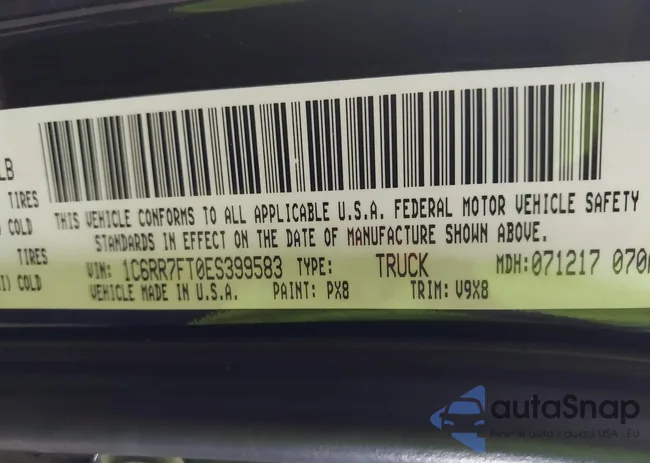 LB
TIRES
COLD
THIS VEHICLE CONFORMS TO ALL APPLICABLE U.S.A. FEDERAL MOTOR VEHICLE SAFETY
STANDARDS IN EFFECT ON THE DATE OF MANUFACTURE SHOWN ABOVE.
TIRES
I) COLD
VIN: 1C6RR7FT0ES399583 TYPE: TRUCK MDH:071217 070
VEHICLE MADE IN U.S.A. PAINT: PX8 TRIM: V9X8
autoSnap